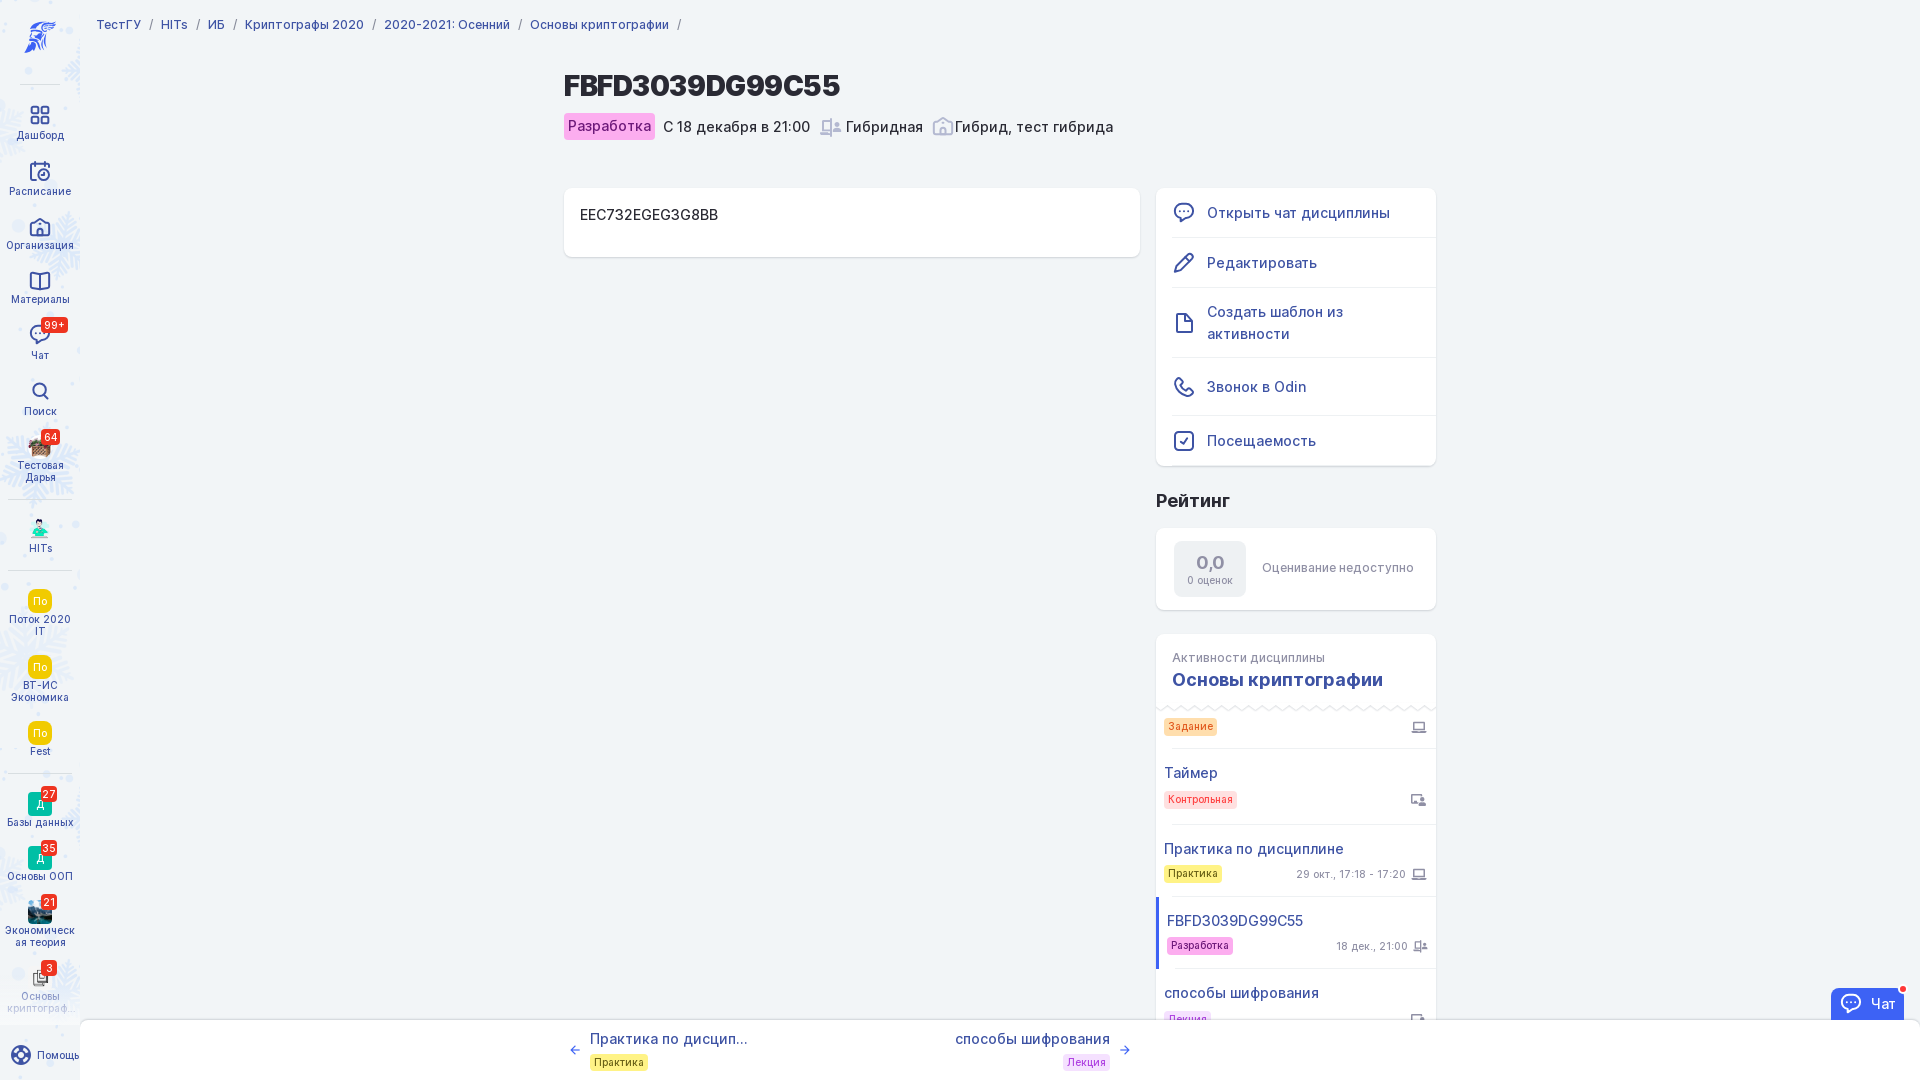 ТестГУ / HITs / ИБ / Криптографы 2020 / 2020-2021: Осенний / Основы криптографии /
FBFD3039DG99C55
Разработка С 18 декабря в 21:00 Гибридная Гибрид, тест гибрида
EEC732EGEG3G8BB
Дашборд
Расписание
Организация
Материалы
99+
Чат
Поиск
64
Тестовая
Дарья
HITs
По
Поток 2020
IT
По
ВТ-ИС
Экономика
По
Fest
27
Д
Базы данных
35
Д
Основы ООП
21
Экономическ
ая теория
3
Основы
криптограф...
Помощь
Открыть чат дисциплины
Редактировать
Создать шаблон из
активности
Звонок в Odin
Посещаемость
Рейтинг
0,0
0 оценок
Оценивание недоступно
Активности дисциплины
Основы криптографии
Задание
Таймер
Контрольная
Практика по дисциплине
Практика 29 окт., 17:18 - 17:20
FBFD3039DG99C55
Разработка 18 дек., 21:00
способы шифрования
Лекция
Практика по дисцип...
Практика
способы шифрования
Лекция
Чат